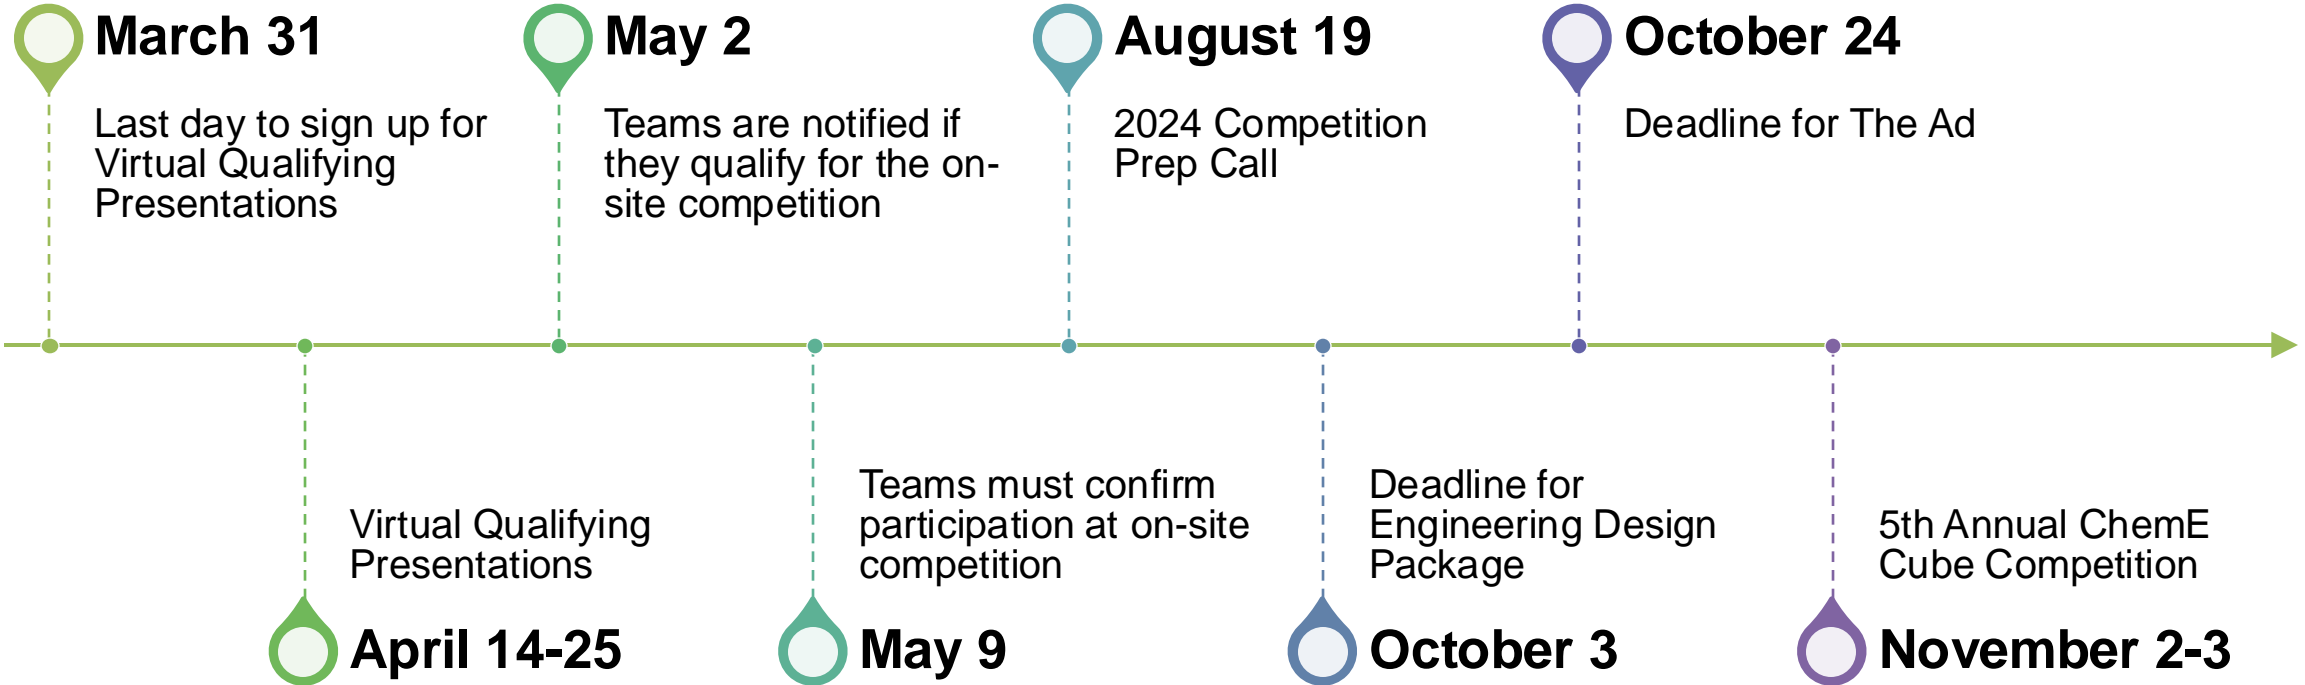 March 31
Last day to sign up for
Virtual Qualifying
Presentations
April 14-25
Virtual Qualifying
Presentations
May 2
Teams are notified if
they qualify for the on-
site competition
May 9
Teams must confirm
participation at on-site
competition
August 19
2024 Competition
Prep Call
October 3
Deadline for
Engineering Design
Package
October 24
Deadline for The Ad
November 2-3
5th Annual ChemE
Cube Competition